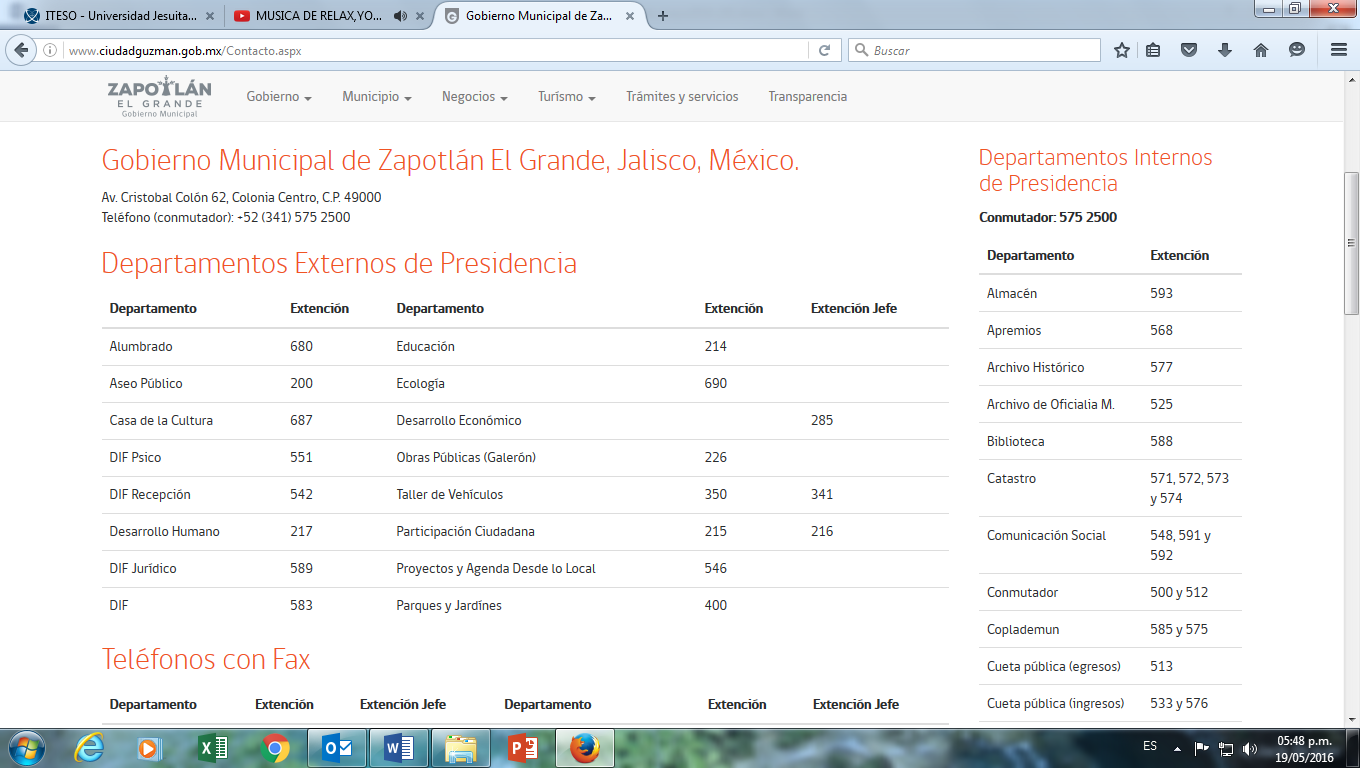 ITESO - Universidad Jesuita...
MUSICA DE RELAX,YO...
Gobierno Municipal de Za...
www.ciudadguzman.gob.mx/Contacto.aspx
Buscar
ZAPOTLÁN
EL GRANDE
Gobierno Municipal
Gobierno
Municipio
Negocios
Turísmo
Trámites y servicios
Transparencia
Gobierno Municipal de Zapotlán El Grande, Jalisco, México.
Av. Cristobal Colón 62, Colonia Centro, C.P. 49000
Teléfono (conmutador): +52 (341) 575 2500
Departamentos Externos de Presidencia
Departamento Extención Departamento Extención Extención Jefe
Alumbrado 680 Educación 214
Aseo Público 200 Ecología 690
Casa de la Cultura 687 Desarrollo Económico 285
DIF Psico 551 Obras Públicas (Galerón) 226
DIF Recepción 542 Taller de Vehículos 350 341
Desarrollo Humano 217 Participación Ciudadana 215 216
DIF Jurídico 589 Proyectos y Agenda Desde lo Local 546
DIF 583 Parques y Jardínes 400
Teléfonos con Fax
Departamento Extención Extención Jefe Departamento Extención Extención Jefe
Departamentos Internos
de Presidencia
Conmutador: 575 2500
Departamento Extención
Almacén 593
Apremios 568
Archivo Histórico 577
Archivo de Oficialia M. 525
Biblioteca 588
Catastro 571, 572, 573
y 574
Comunicación Social 548, 591 y
592
Conmutador 500 y 512
Coplademun 585 y 575
Cueta pública (egresos) 513
Cueta pública (ingresos) 533 y 576
ES
05:48 p.m.
19/05/2016